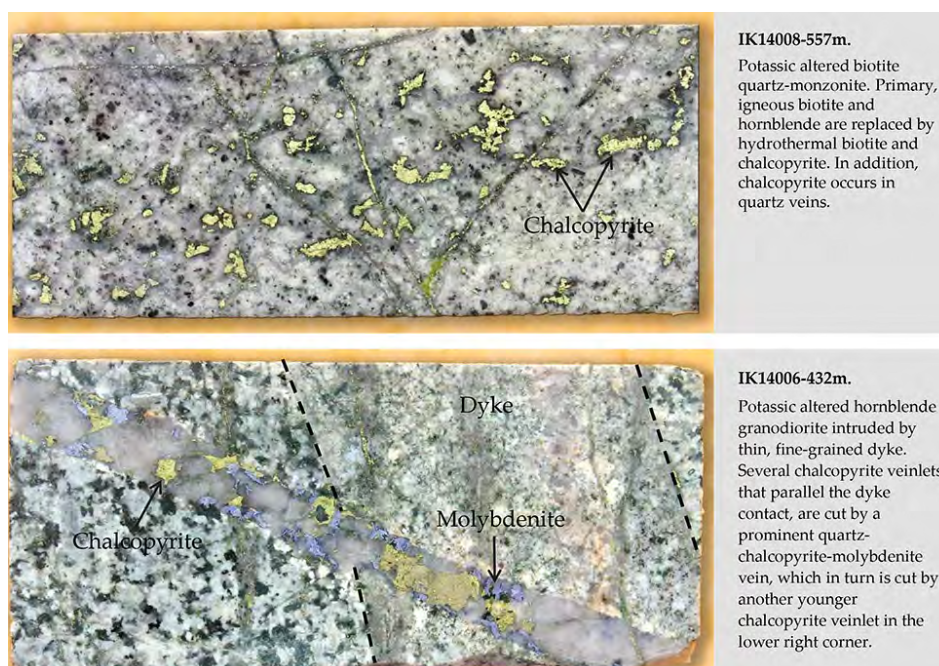 IK14008-557m.
Potassic altered biotite
quartz-monzonite. Primary,
igneous biotite and
hornblende are replaced by
hydrothermal biotite and
chalcopyrite. In addition,
chalcopyrite occurs in
quartz veins.
Chalcopyrite
IK14006-432m.
Potassic altered hornblende
granodiorite intruded by
thin, fine-grained dyke.
Several chalcopyrite veinlets
that parallel the dyke
contact, are cut by a
prominent quartz-
chalcopyrite-molybdenite
vein, which in turn is cut by
another younger
chalcopyrite veinlet in the
lower right corner.
Dyke
Molybdenite
Chalcopyrite